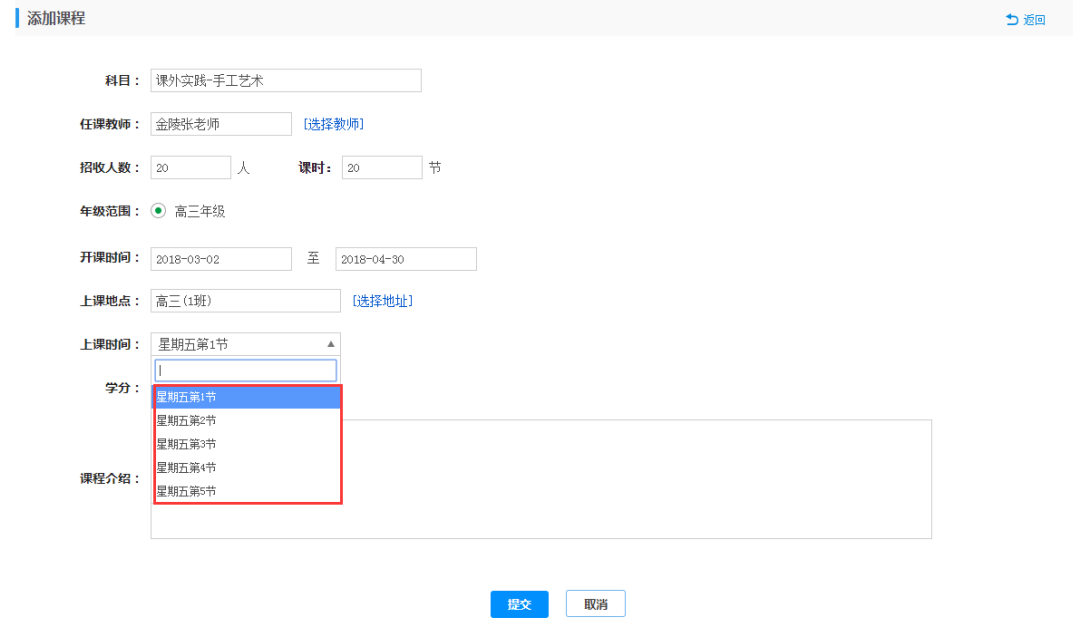 添加课程 返回
科目： 课外实践-手工艺术
任课教师： 金陵张老师 [选择教师]
招收人数： 20 人 课时： 20 节
年级范围： 高三年级
开课时间： 2018-03-02 至 2018-04-30
上课地点： 高三(1班) [选择地址]
上课时间： 星期五第1节
学分：
星期五第1节
星期五第2节
星期五第3节
星期五第4节
课程介绍：
星期五第5节
提交 取消